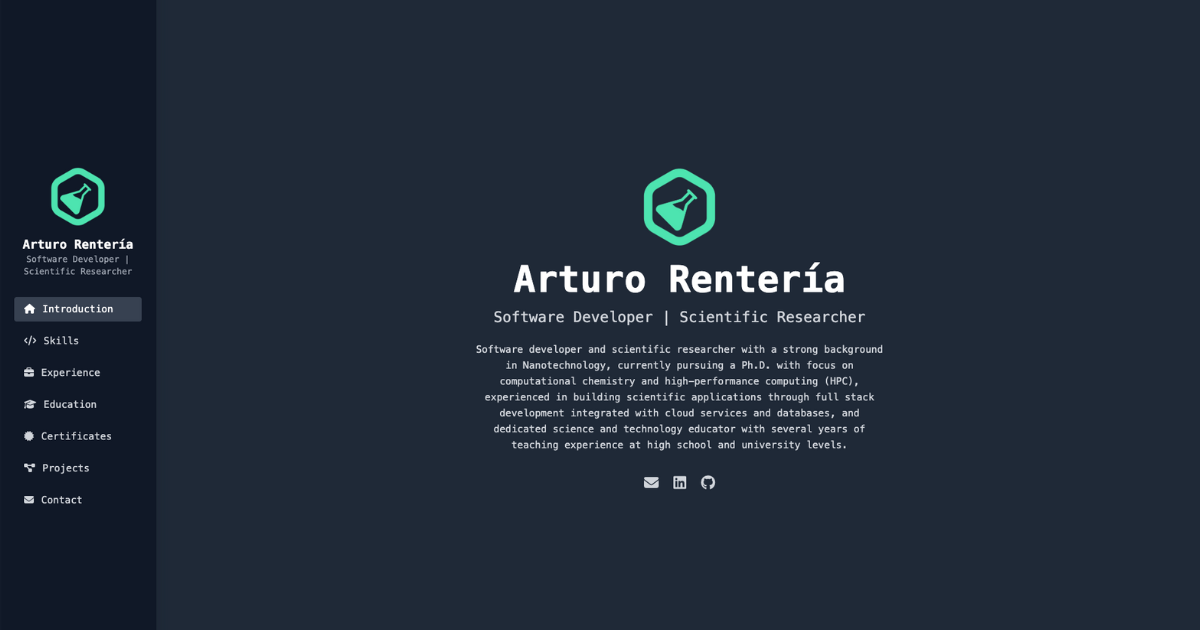 Arturo Rentería
Software Developer |
Scientific Researcher
Introduction
Skills
Experience
Education
Certificates
Projects
Contact
Arturo Rentería
Software Developer | Scientific Researcher
Software developer and scientific researcher with a strong background
in Nanotechnology, currently pursuing a Ph.D. with focus on
computational chemistry and high-performance computing (HPC),
experienced in building scientific applications through full stack
development integrated with cloud services and databases, and
dedicated science and technology educator with several years of
teaching experience at high school and university levels.